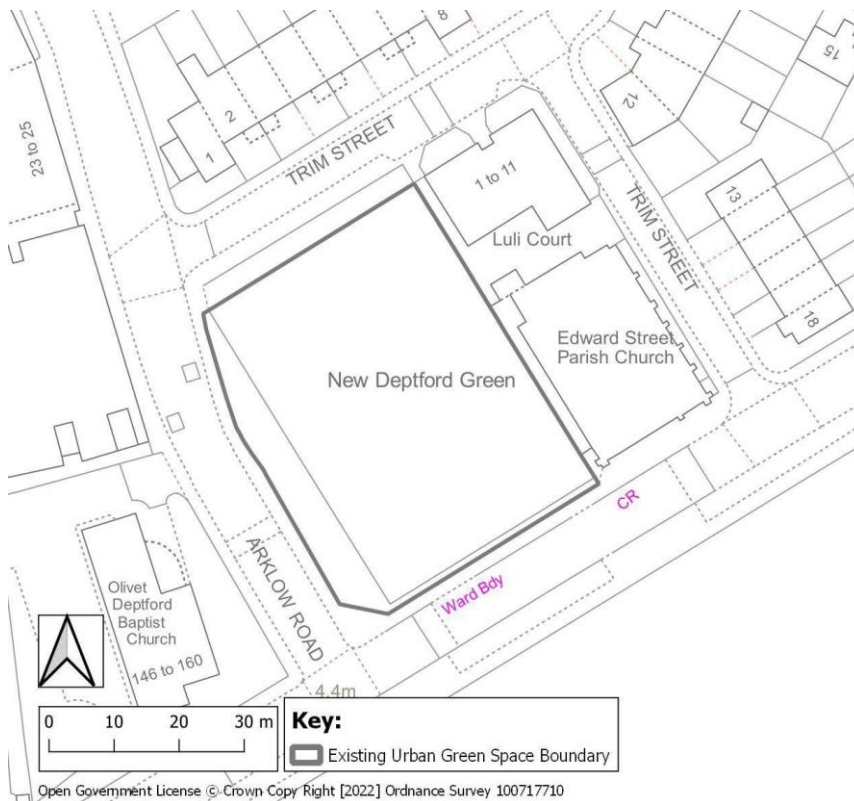 8
2
1
23 to 25
TRIM STREET
12
15
1 to 11
Luli Court
TRIM STREET
13
18
Edward Street
Parish Church
New Deptford Green
CR
Ward Bdy
ARKLOW ROAD
Olivet
Deptford
Baptist
Church
146 to 160
4.4m
0 10 20 30 m
Key:
Existing Urban Green Space Boundary
Open Government License © Crown Copy Right [2022] Ordnance Survey 100717710